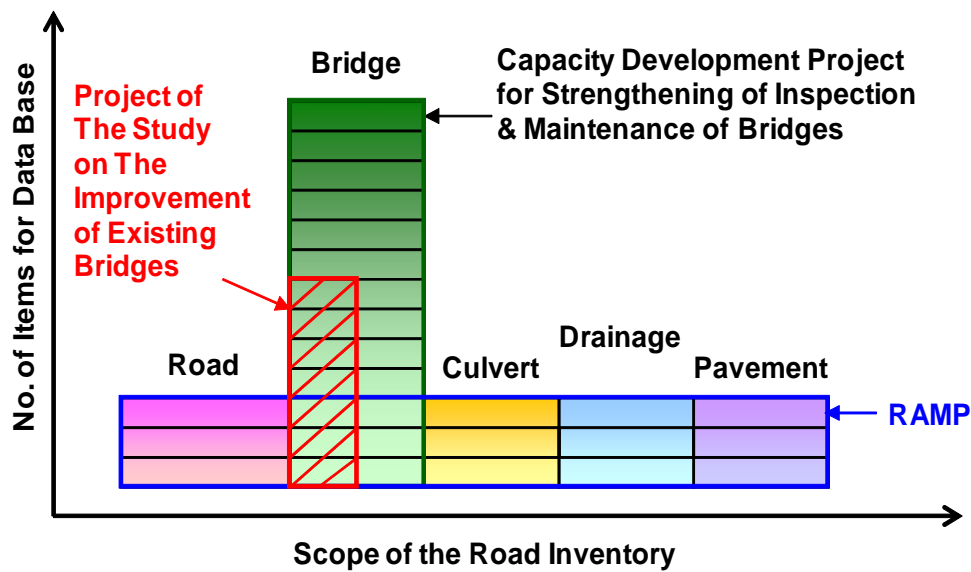 No. of Items for Data Base
Project of
The Study
on The
Improvement
of Existing
Bridges
Bridge
Capacity Development Project
for Strengthening of Inspection
& Maintenance of Bridges
Road
Culvert
Drainage
Pavement
RAMP
Scope of the Road Inventory